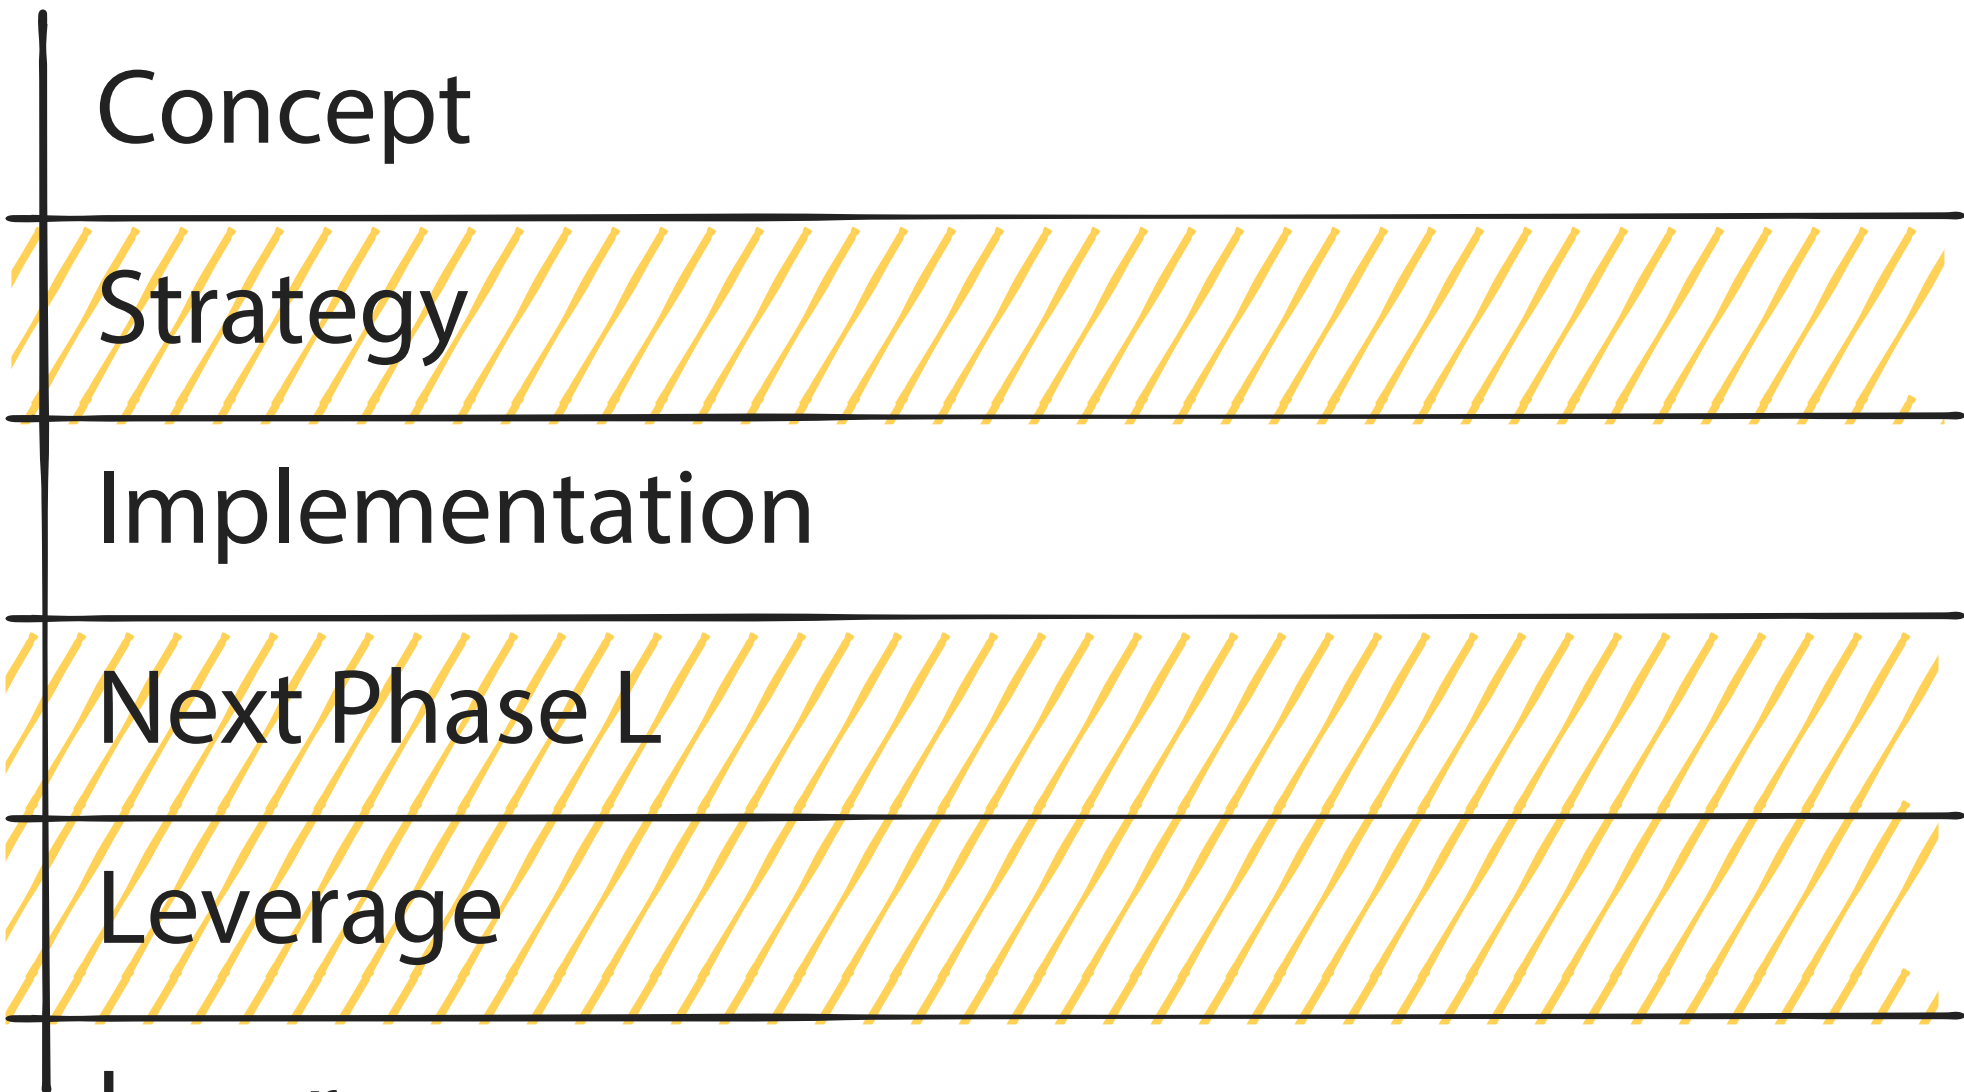 Concept
Strategy
Implementation
Next Phase L
Leverage